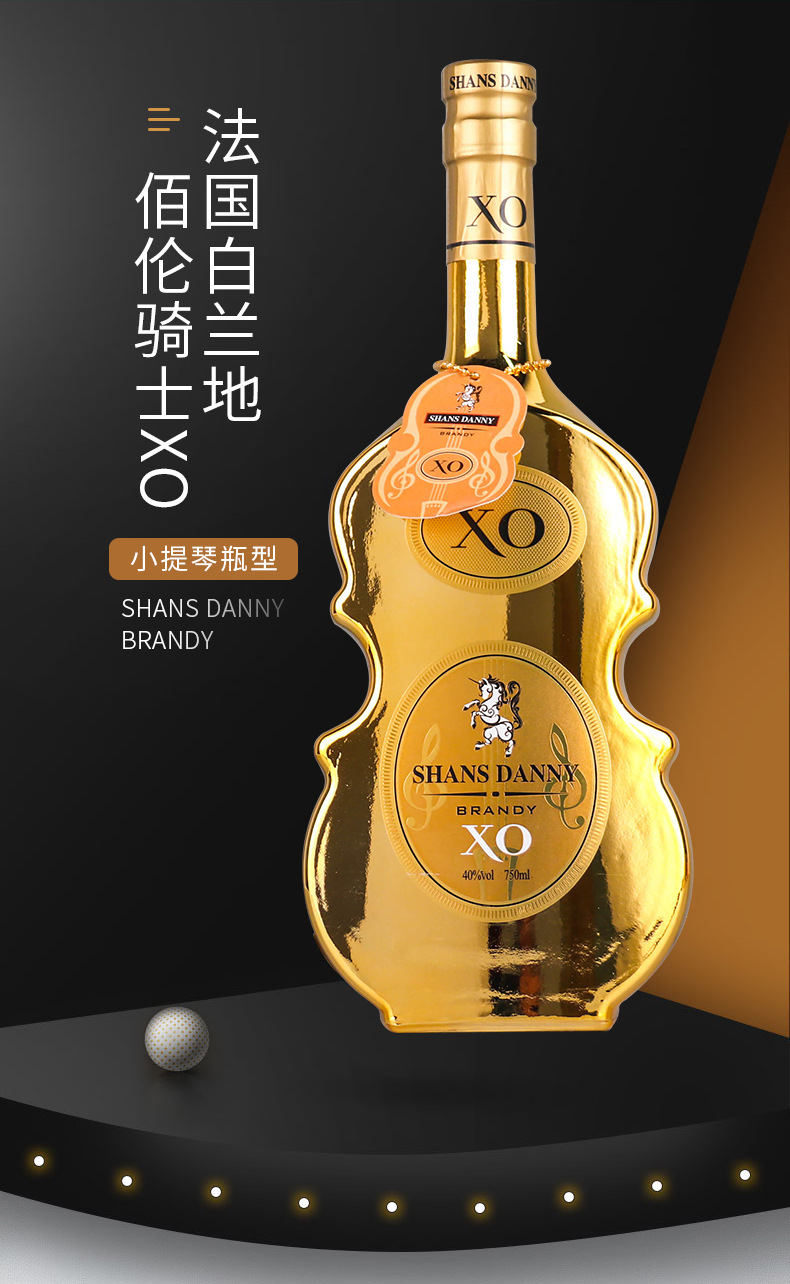 法国白兰地
佰伦骑士XO
小提琴瓶型
SHANS DANNY
BRANDY
SHANS DANN
XO
SHANS DANNY
BRANDY
XO
XO
SHANS DANNY
BRANDY
XO
40%vol 750ml